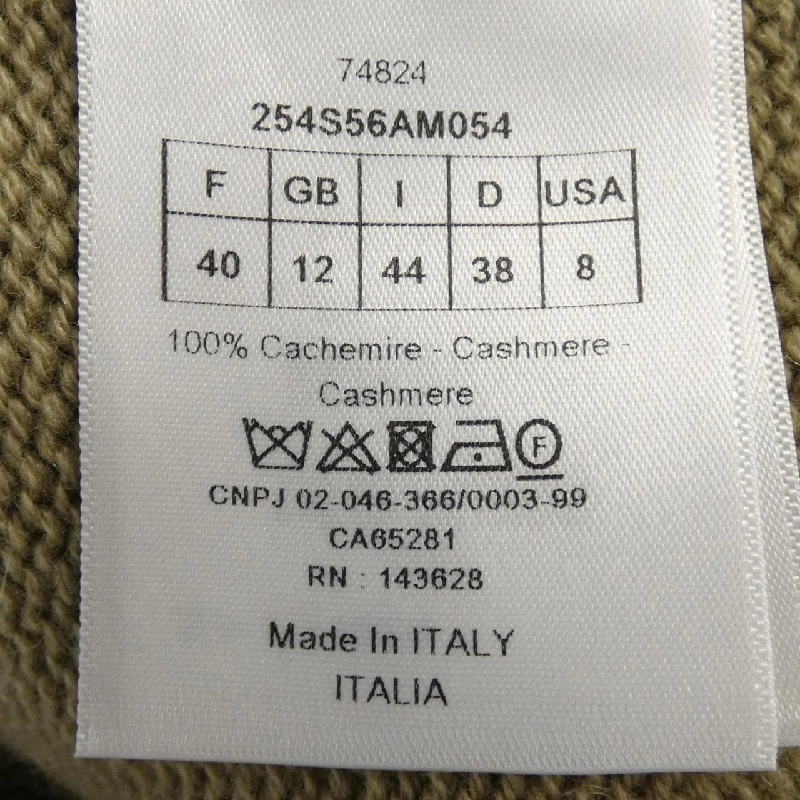 74824
254S56AM054
F GB I D USA
40 12 44 38 8
100% Cachemire - Cashmere -
Cashmere
F
CNPJ 02-046-366/0003-99
CA65281
RN : 143628
Made In ITALY
ITALIA